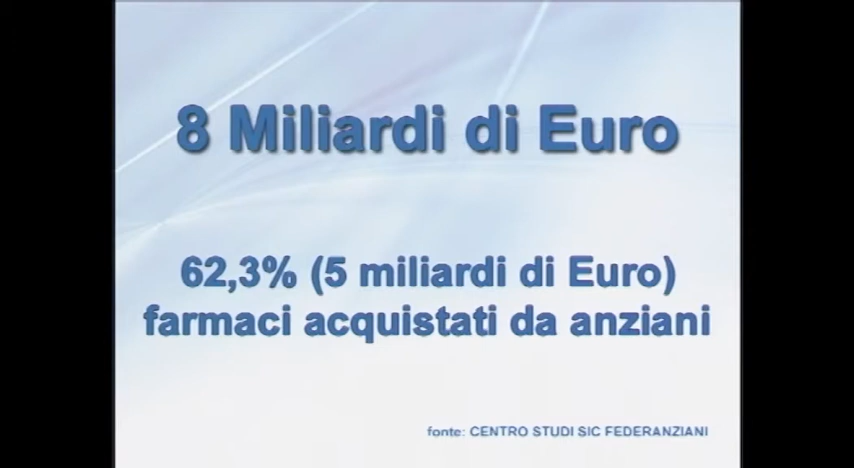 8 Miliardi di Euro
62,3% (5 miliardi di Euro)
farmaci acquistati da anziani
fonte: CENTRO STUDI SIC FEDERANZIANI